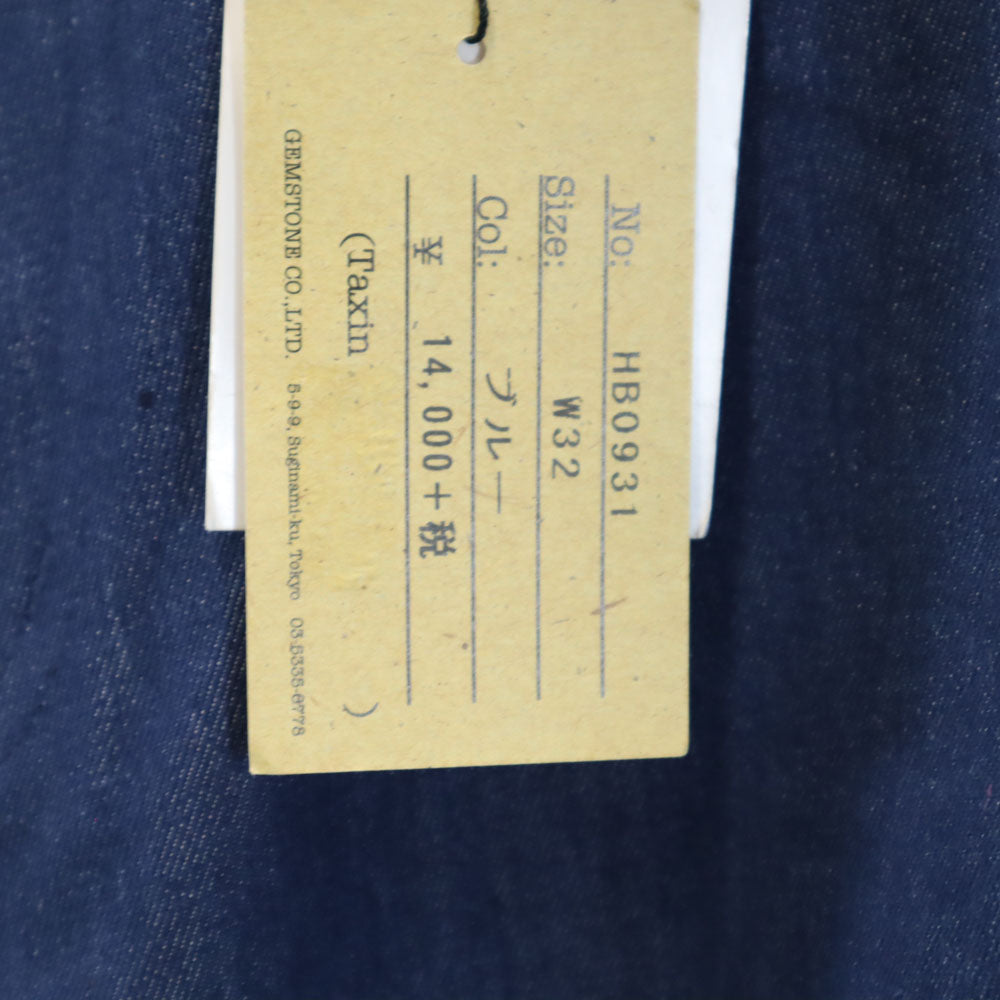 No: HB0931
Size: W32
Col: ブルー
￥ 14,000+税
(Taxin )
GEMSTONE CO.,LTD. 5-9-9, Suginami-ku, Tokyo 03-5335-9778